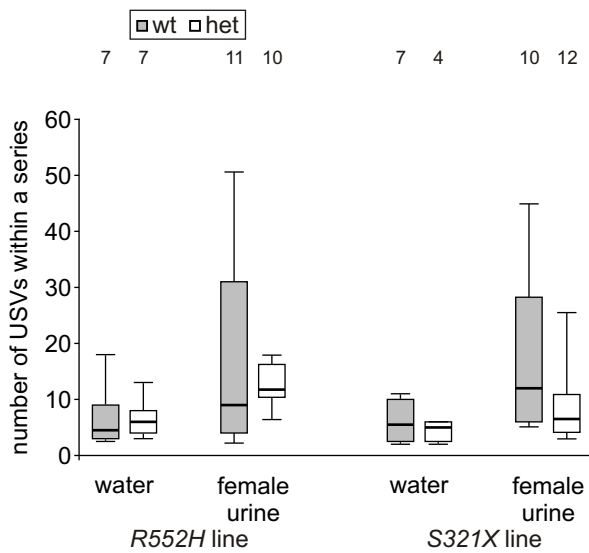 wt het
7 7 11 10 7 4 10 12
number of USVs within a series
60
50
40
30
20
10
0
water female urine water female urine
R552H line S321X line